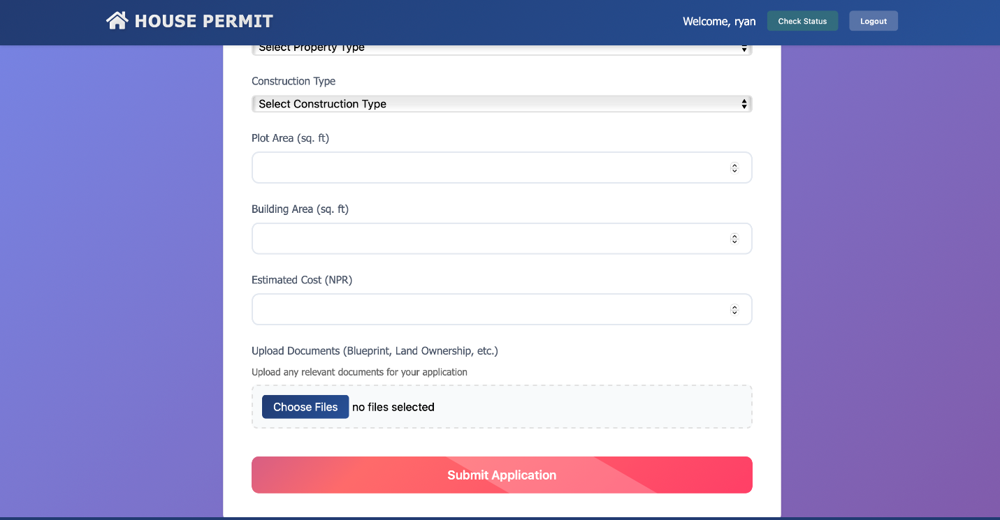 HOUSE PERMIT
Welcome, ryan
Check Status
Logout
Select Property Type
Construction Type
Select Construction Type
Plot Area (sq. ft)
Building Area (sq. ft)
Estimated Cost (NPR)
Upload Documents (Blueprint, Land Ownership, etc.)
Upload any relevant documents for your application
Choose Files no files selected
Submit Application